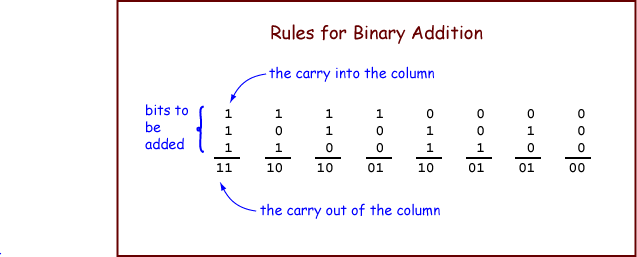 Rules for Binary Addition
the carry into the column
bits to
be
added
1 1 1 1 0 0 0 0
1 0 1 0 1 0 1 0
1 1 0 0 1 1 0 0
11 10 10 01 10 01 01 00
the carry out of the column